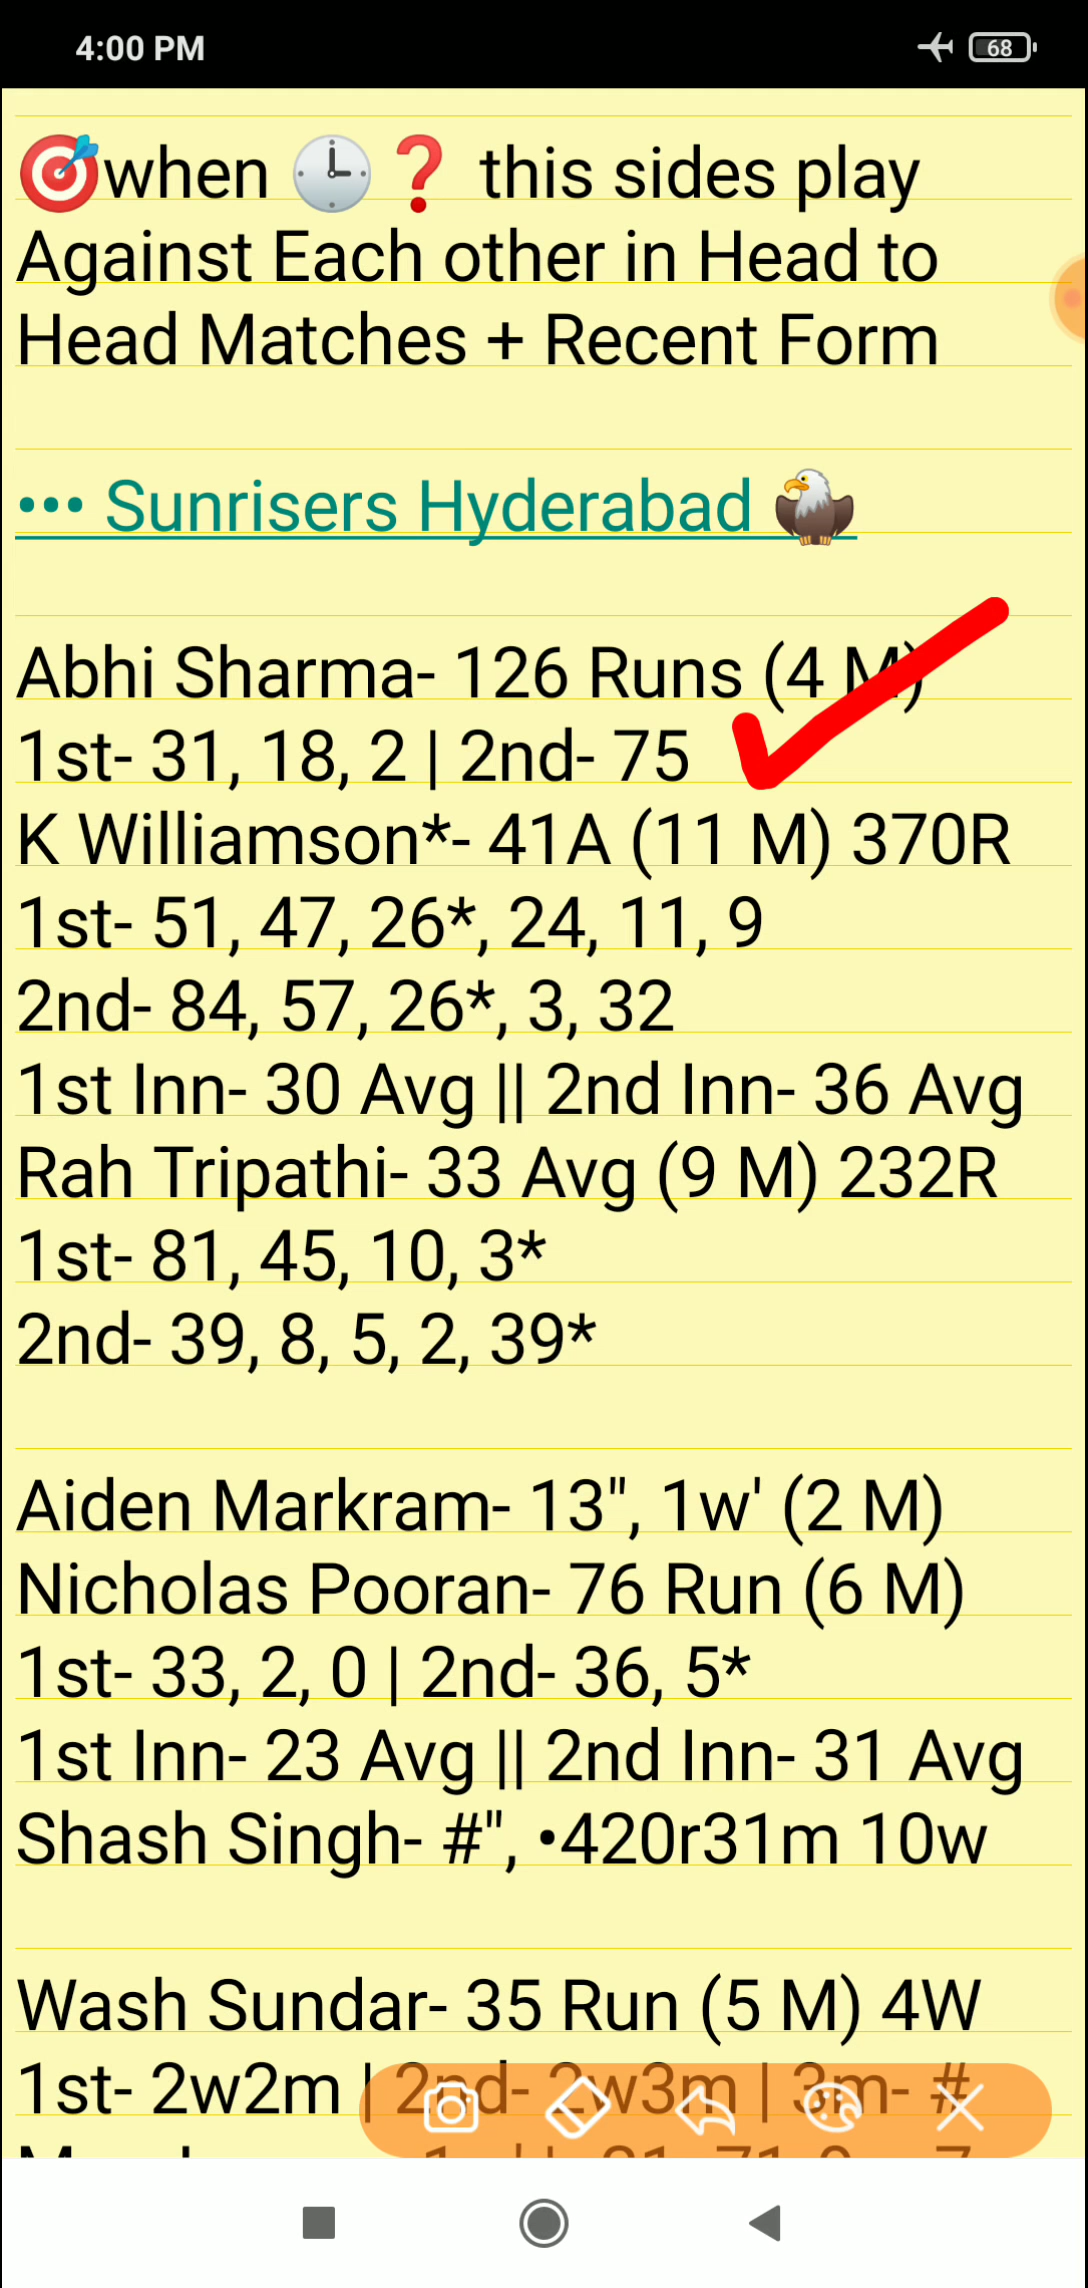 4:00 PM
68
🎯when 🕒❓ this sides play
Against Each other in Head to
Head Matches + Recent Form
••• Sunrisers Hyderabad 🦅
Abhi Sharma- 126 Runs (4 M)
1st- 31, 18, 2 | 2nd- 75
K Williamson*- 41A (11 M) 370R
1st- 51, 47, 26*, 24, 11, 9
2nd- 84, 57, 26*, 3, 32
1st Inn- 30 Avg || 2nd Inn- 36 Avg
Rah Tripathi- 33 Avg (9 M) 232R
1st- 81, 45, 10, 3*
2nd- 39, 8, 5, 2, 39*
Aiden Markram- 13", 1w' (2 M)
Nicholas Pooran- 76 Run (6 M)
1st- 33, 2, 0 | 2nd- 36, 5*
1st Inn- 23 Avg || 2nd Inn- 31 Avg
Shash Singh- #", •420r31m 10w
Wash Sundar- 35 Run (5 M) 4W
1st- 2w2m | 2nd- 2w3m | 3m- #